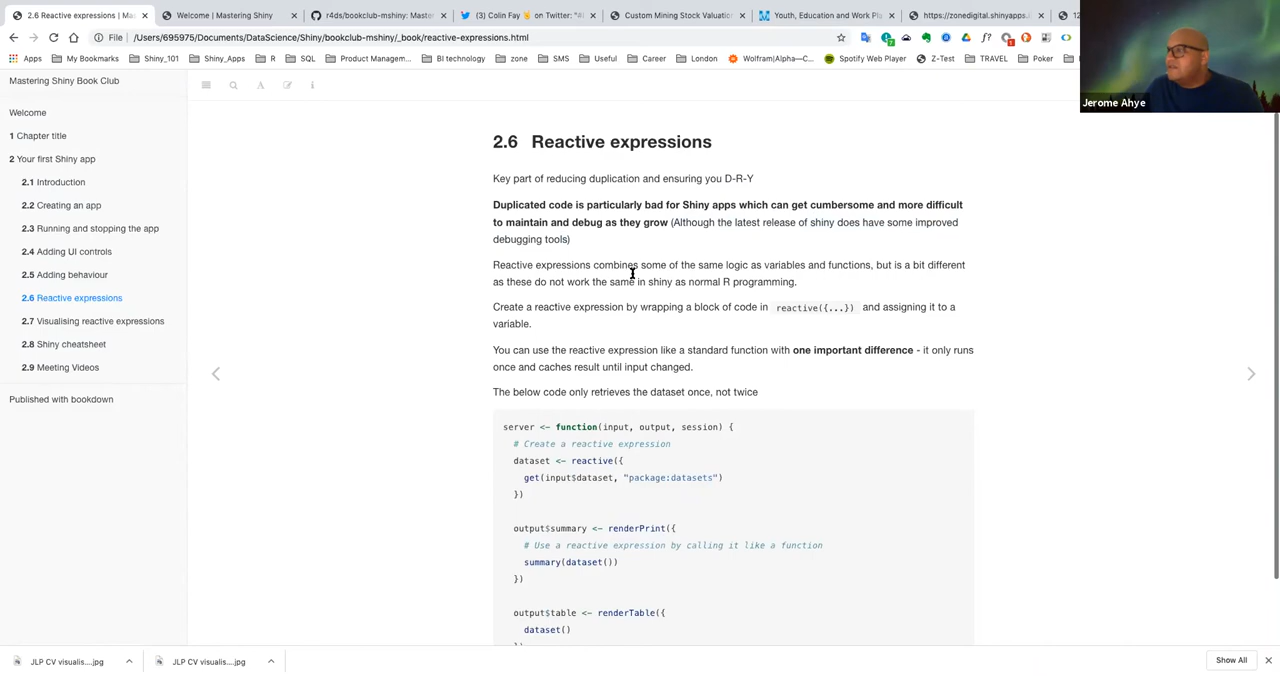 2.6 Reactive expressions | Mas
Welcome | Mastering Shiny
r4ds/bookclub-mshiny: Master
(3) Colin Fay on Twitter: "#
Custom Mining Stock Valuation
Youth, Education and Work Pl
https://zonedigital.shinyapps.i
12
File /Users/695975/Documents/DataScience/Shiny/bookclub-mshiny/_book/reactive-expressions.html
Apps My Bookmarks Shiny_101 Shiny_Apps R SQL Product Managem... BI technology zone SMS Useful Career London Wolfram|Alpha—C... Spotify Web Player Z-Test TRAVEL Poker
Jerome Ahye
Mastering Shiny Book Club
Welcome
1 Chapter title
2 Your first Shiny app
2.1 Introduction
2.2 Creating an app
2.3 Running and stopping the app
2.4 Adding UI controls
2.5 Adding behaviour
2.6 Reactive expressions
2.7 Visualising reactive expressions
2.8 Shiny cheatsheet
2.9 Meeting Videos
Published with bookdown
2.6 Reactive expressions
Key part of reducing duplication and ensuring you D-R-Y
Duplicated code is particularly bad for Shiny apps which can get cumbersome and more difficult
to maintain and debug as they grow (Although the latest release of shiny does have some improved
debugging tools)
Reactive expressions combines some of the same logic as variables and functions, but is a bit different
as these do not work the same in shiny as normal R programming.
Create a reactive expression by wrapping a block of code in reactive({...}) and assigning it to a
variable.
You can use the reactive expression like a standard function with one important difference - it only runs
once and caches result until input changed.
The below code only retrieves the dataset once, not twice
server <- function(input, output, session) {
# Create a reactive expression
dataset <- reactive({
get(input$dataset, "package:datasets")
})
output$summary <- renderPrint({
# Use a reactive expression by calling it like a function
summary(dataset())
})
output$table <- renderTable({
dataset()
JLP CV visualis....jpg
JLP CV visualis....jpg
Show All